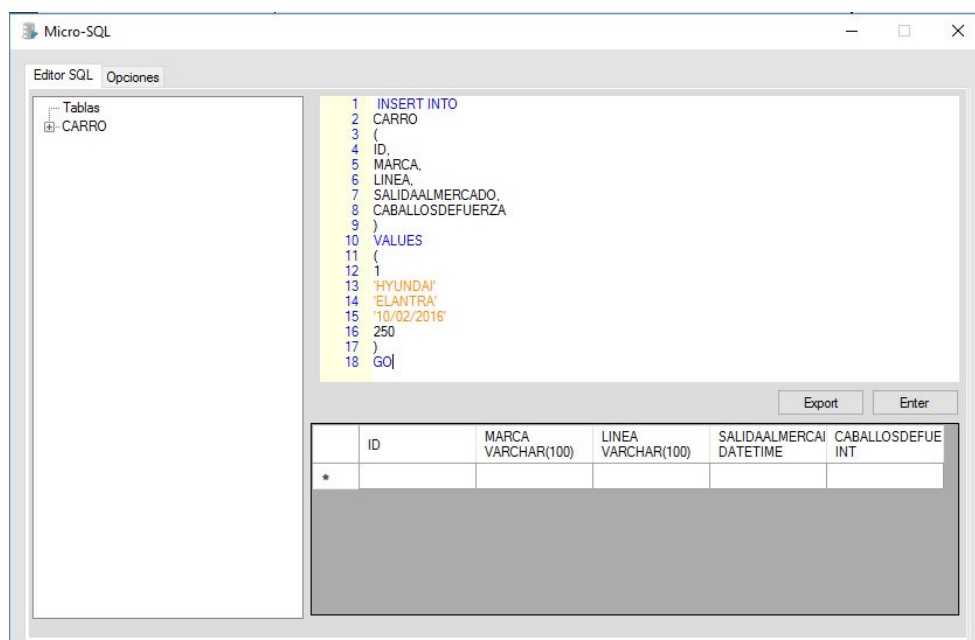 Micro-SQL
Editor SQL
Opciones
Tablas
CARRO
1 INSERT INTO
2 CARRO
3 (
4 ID,
5 MARCA,
6 LINEA,
7 SALIDAALMERCADO,
8 CABALLOSDEFUERZA
9 )
10 VALUES
11 (
12 1
13 'HYUNDAI'
14 'ELANTRA'
15 '10/02/2016'
16 250
17 )
18 GO
Export
Enter
ID
MARCA
VARCHAR(100)
LINEA
VARCHAR(100)
SALIDAALMERCAI
DATETIME
CABALLOSDEFUE
INT
*